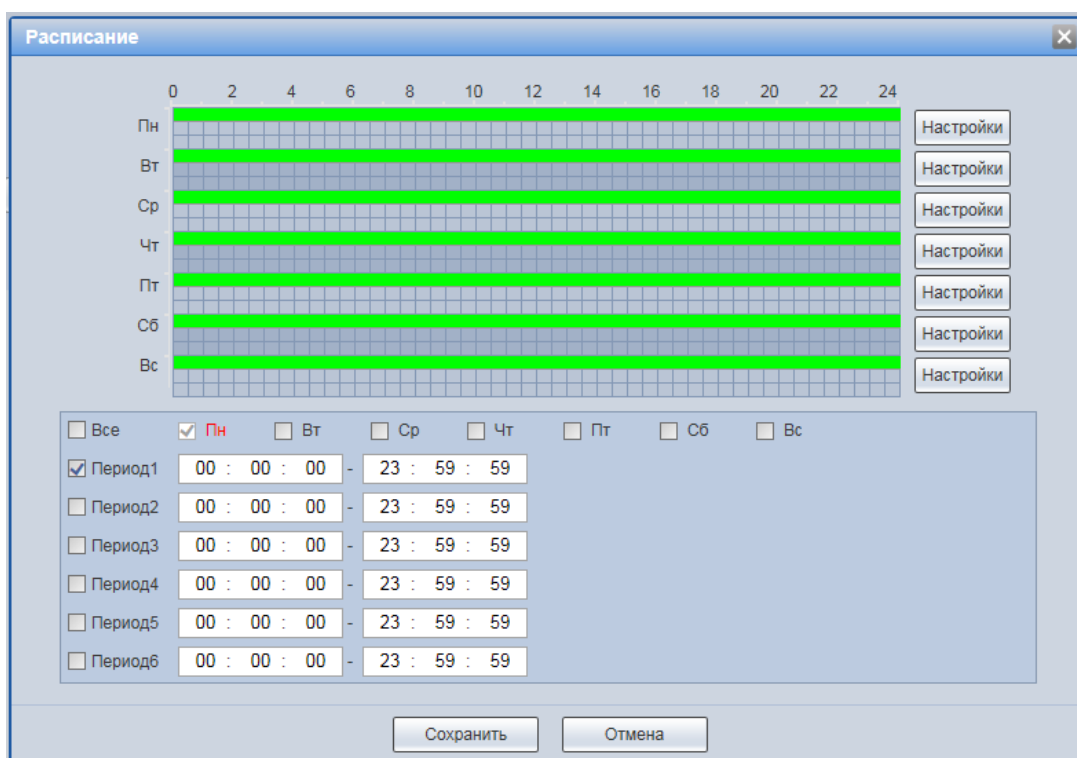 Расписание
0 2 4 6 8 10 12 14 16 18 20 22 24
Пн Настройки
Вт Настройки
Ср Настройки
Чт Настройки
Пт Настройки
Сб Настройки
Вс Настройки
Все Пн Вт Ср Чт Пт Сб Вс
Период1 00 : 00 : 00 - 23 : 59 : 59
Период2 00 : 00 : 00 - 23 : 59 : 59
Период3 00 : 00 : 00 - 23 : 59 : 59
Период4 00 : 00 : 00 - 23 : 59 : 59
Период5 00 : 00 : 00 - 23 : 59 : 59
Период6 00 : 00 : 00 - 23 : 59 : 59
Сохранить Отмена